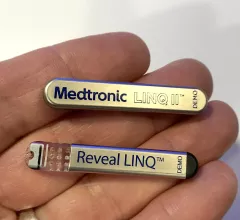 Medtronic LINQ II™ DEMO
Reveal LINQ™ DEMO